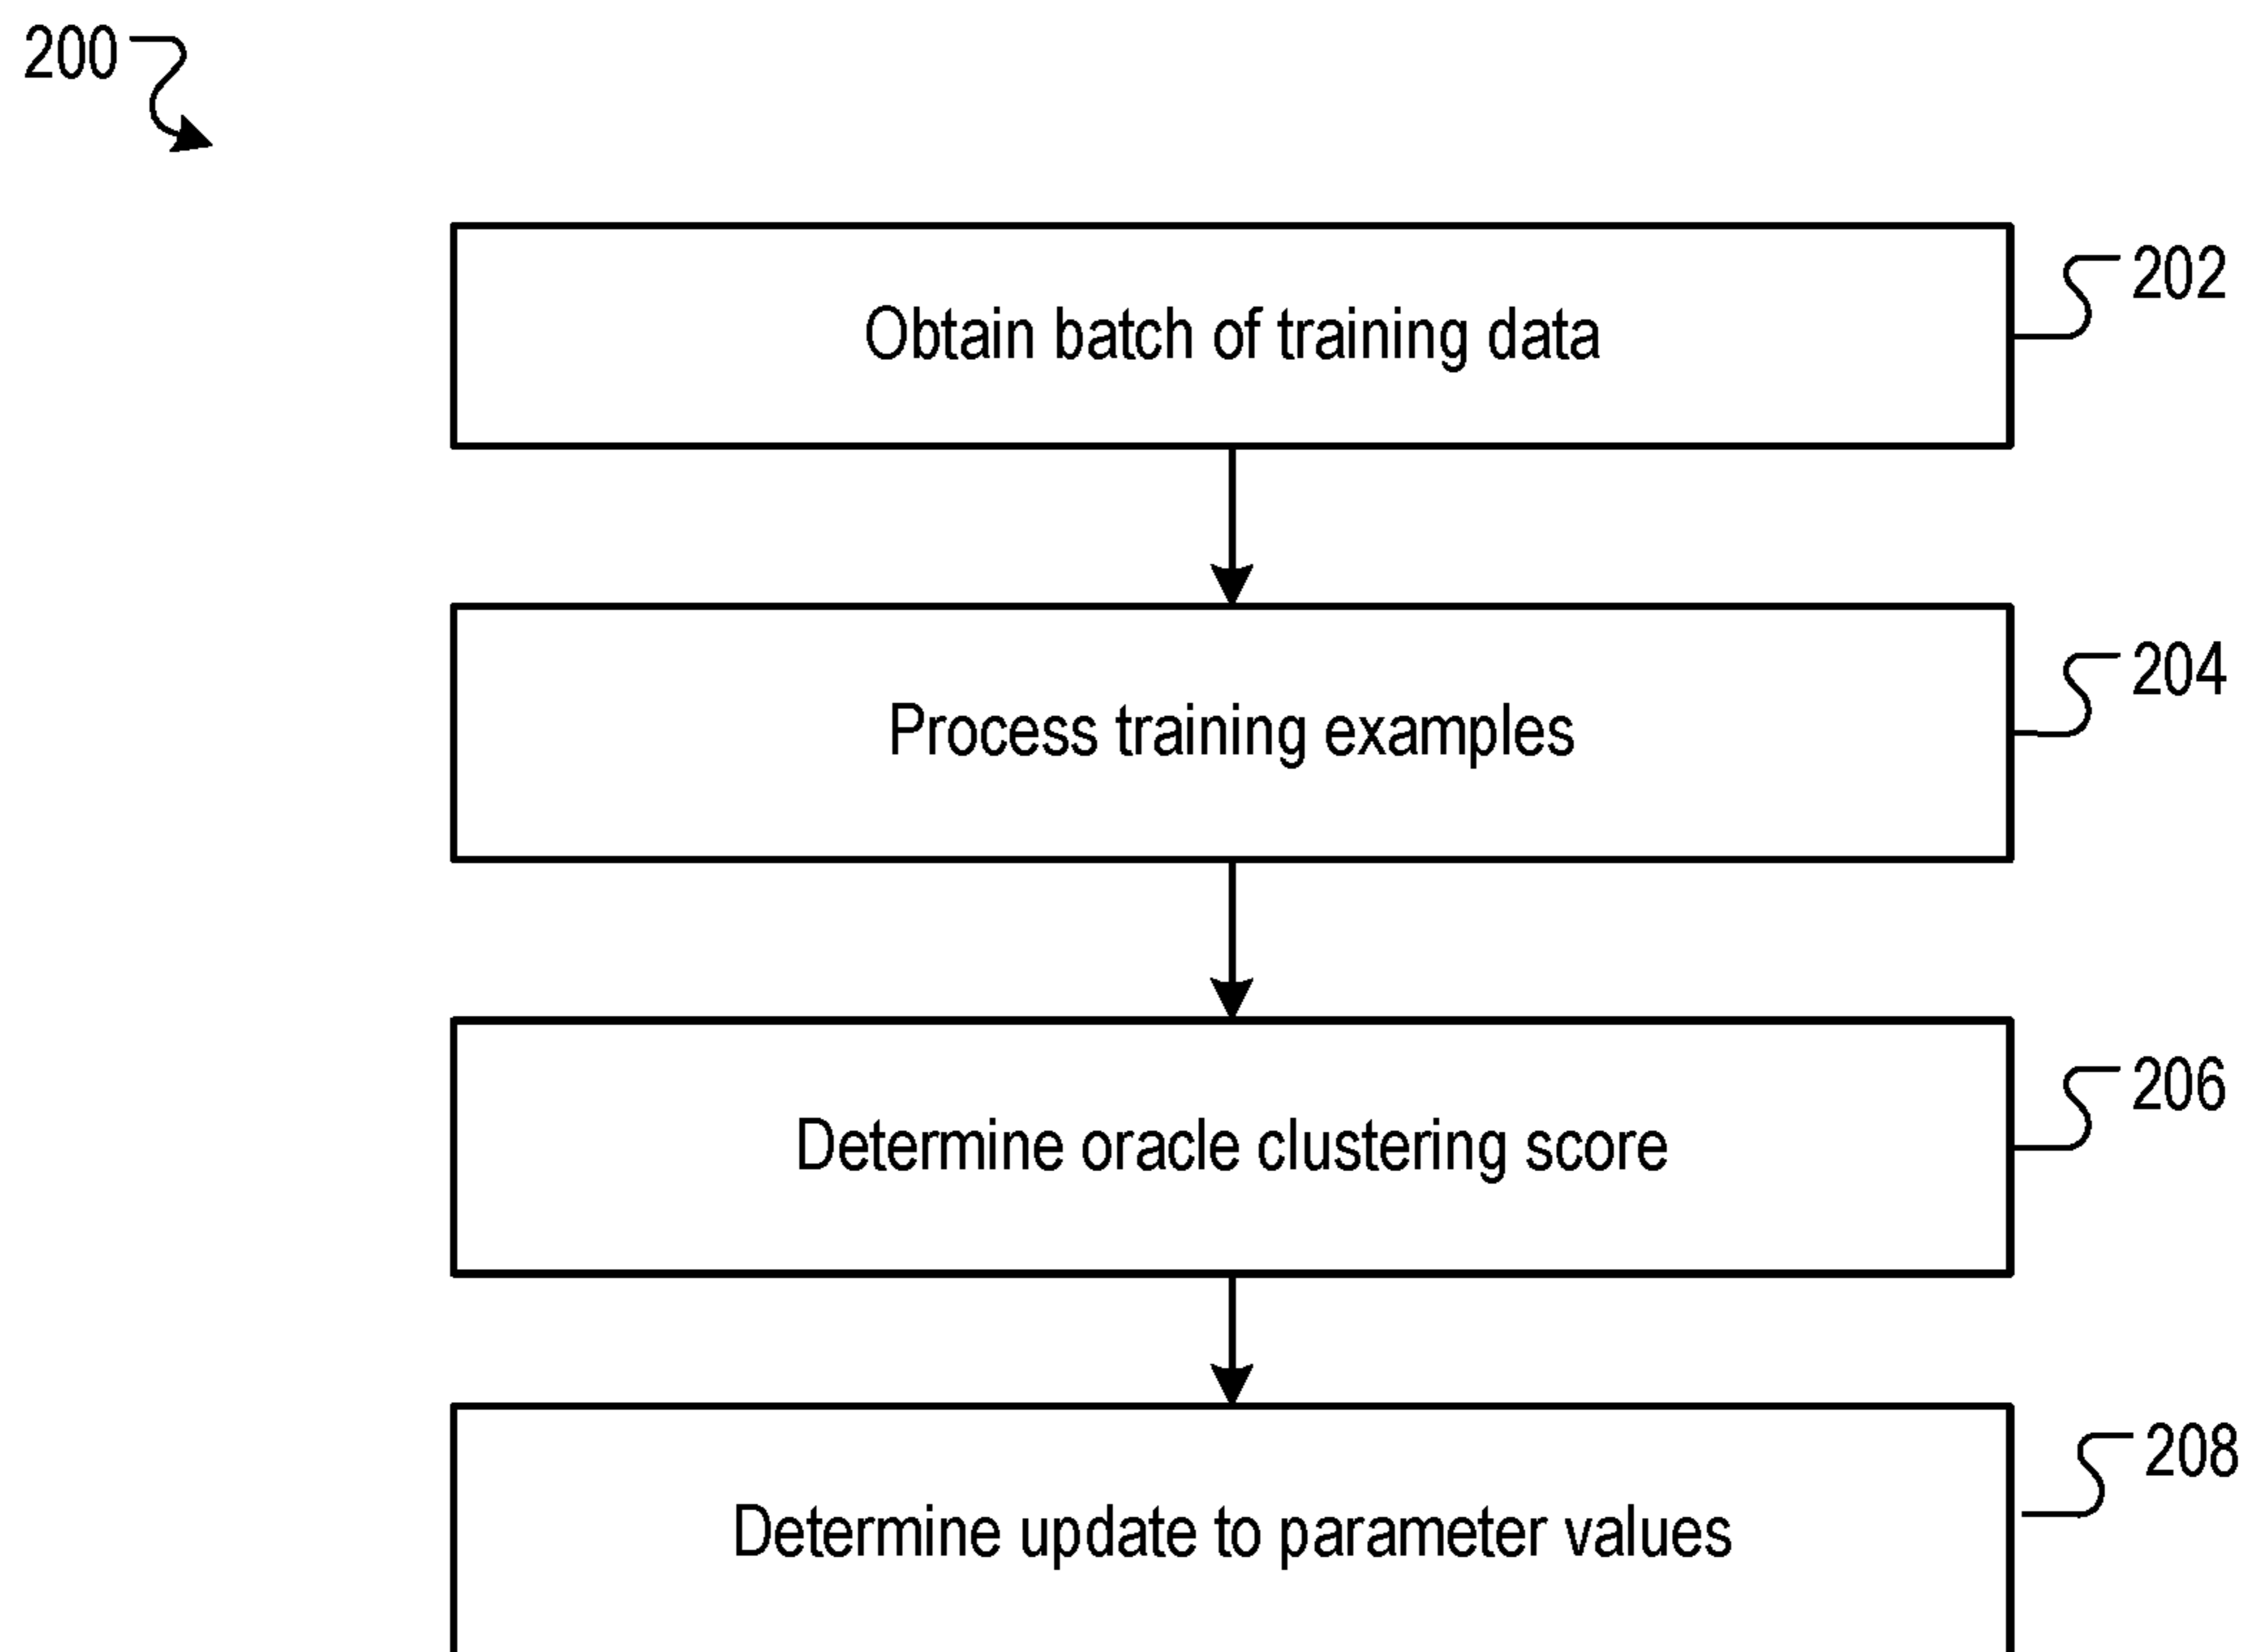 200
Obtain batch of training data
202
Process training examples
204
Determine oracle clustering score
206
Determine update to parameter values
208